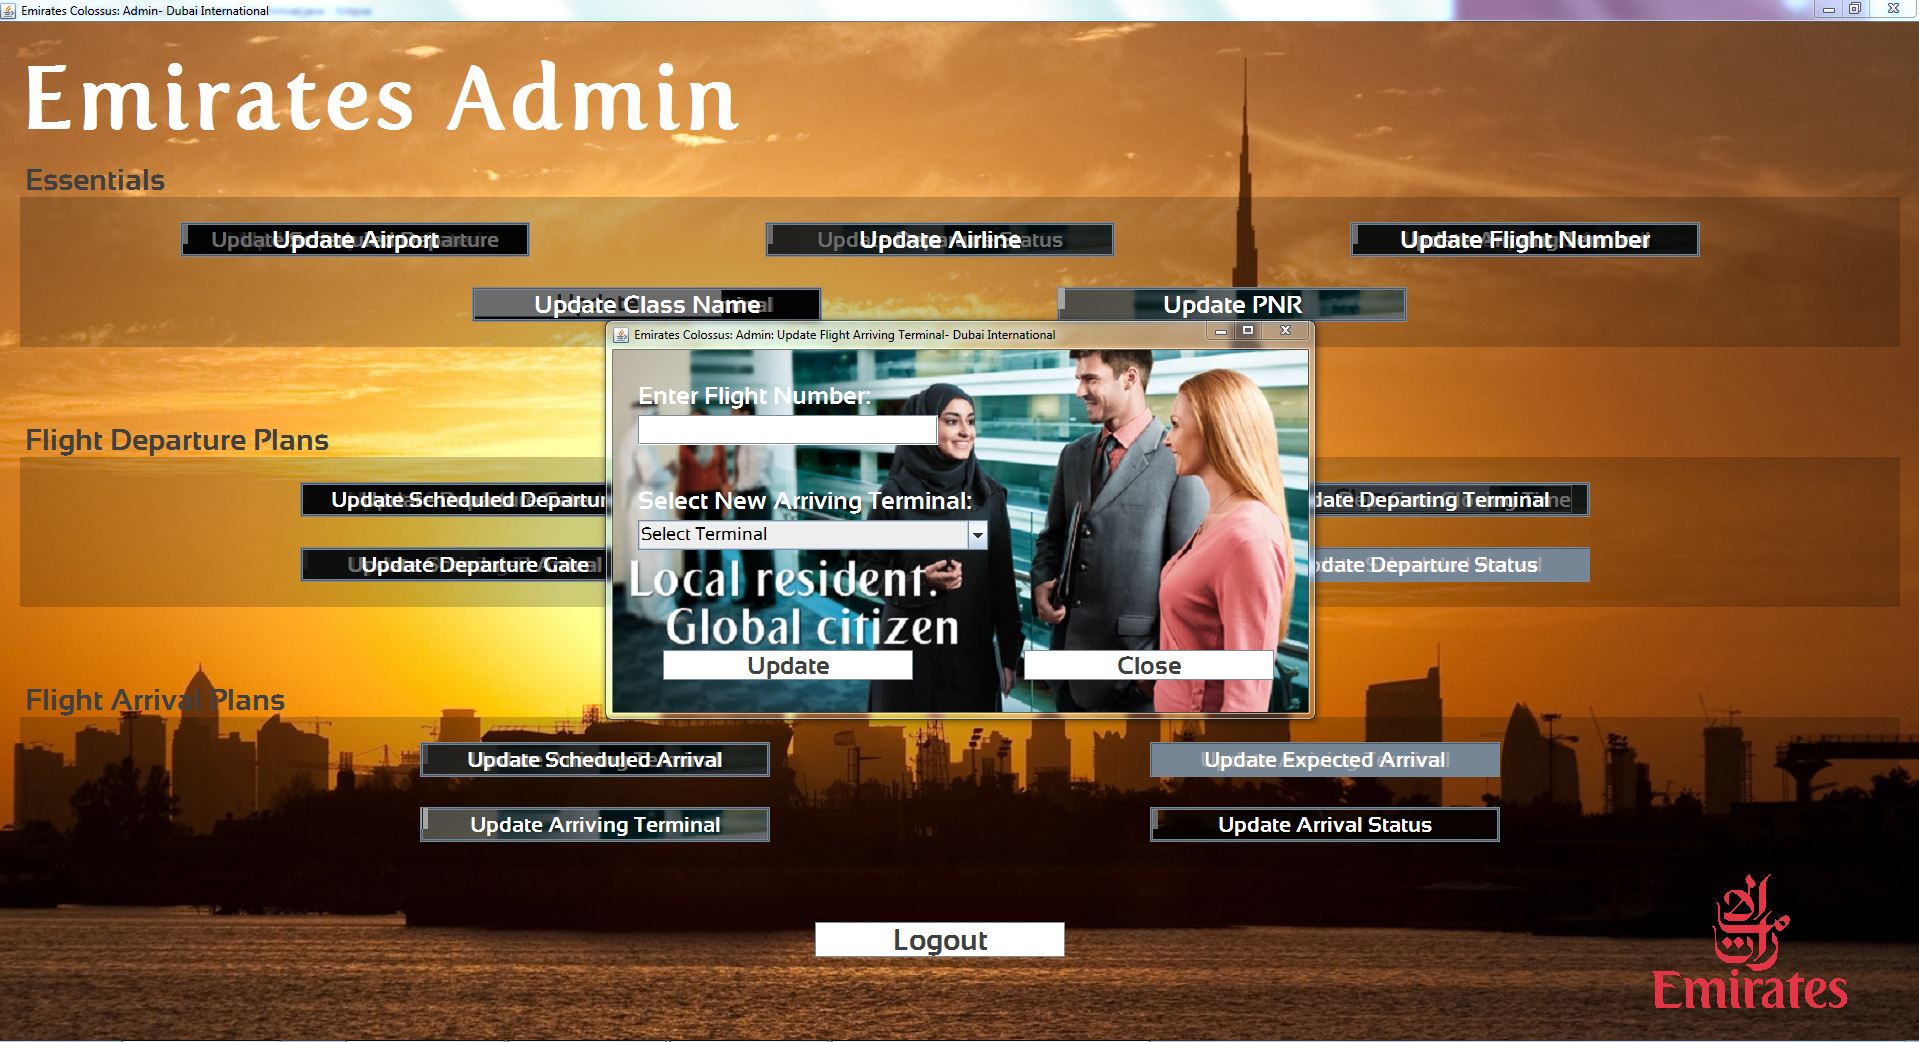 Emirates Colossus: Admin- Dubai International
Emirates Admin
Essentials
Update Airport
Update Airline
Update Flight Number
Update Class Name
Update PNR
Emirates Colossus: Admin: Update Flight Arriving Terminal- Dubai International
Enter Flight Number:
Select New Arriving Terminal:
Select Terminal
Local resident.
Global citizen
Update
Close
Flight Departure Plans
Update Scheduled Departu
date Departing Terminal
Update Departure Gate
date Departure Status
Flight Arrival Plans
Update Scheduled Arrival
Update Expected Arrival
Update Arriving Terminal
Update Arrival Status
Logout
Emirates